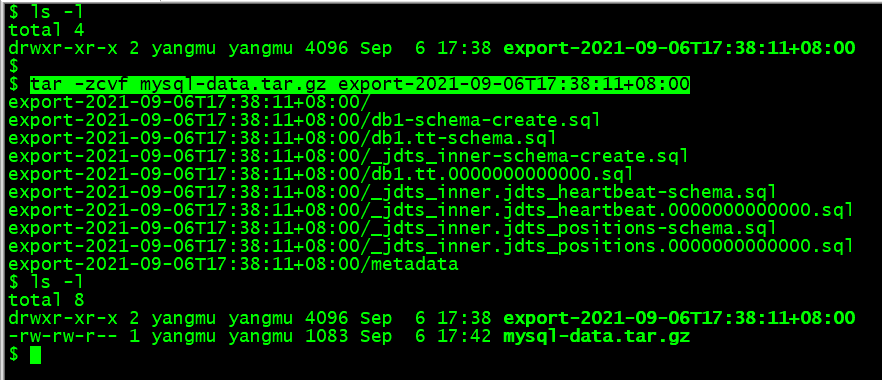 $ ls -l
total 4
drwxr-xr-x 2 yangmu yangmu 4096 Sep  6 17:38 export-2021-09-06T17:38:11+08:00
$
$ tar -zcvf mysql-data.tar.gz export-2021-09-06T17:38:11+08:00
export-2021-09-06T17:38:11+08:00/
export-2021-09-06T17:38:11+08:00/db1-schema-create.sql
export-2021-09-06T17:38:11+08:00/db1.tt-schema.sql
export-2021-09-06T17:38:11+08:00/_jdts_inner-schema-create.sql
export-2021-09-06T17:38:11+08:00/db1.tt.0000000000000.sql
export-2021-09-06T17:38:11+08:00/_jdts_inner.jdts_heartbeat-schema.sql
export-2021-09-06T17:38:11+08:00/_jdts_inner.jdts_heartbeat.0000000000000.sql
export-2021-09-06T17:38:11+08:00/_jdts_inner.jdts_positions-schema.sql
export-2021-09-06T17:38:11+08:00/_jdts_inner.jdts_positions.0000000000000.sql
export-2021-09-06T17:38:11+08:00/metadata
$ ls -l
total 8
drwxr-xr-x 2 yangmu yangmu 4096 Sep  6 17:38 export-2021-09-06T17:38:11+08:00
-rw-rw-r-- 1 yangmu yangmu 1083 Sep  6 17:42 mysql-data.tar.gz
$